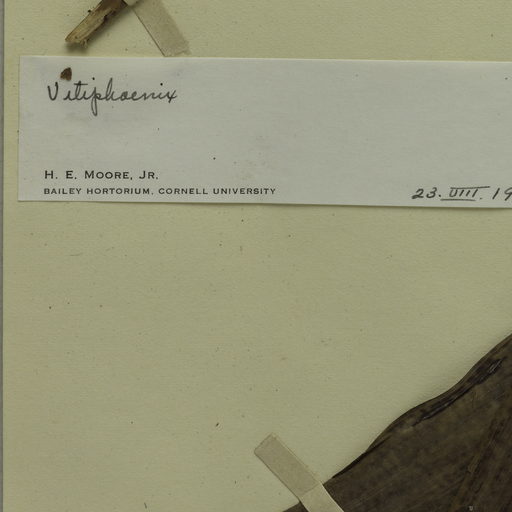 Vitiphoenix
H. E. MOORE, JR.
BAILEY HORTORIUM, CORNELL UNIVERSITY
23. VIII. 19